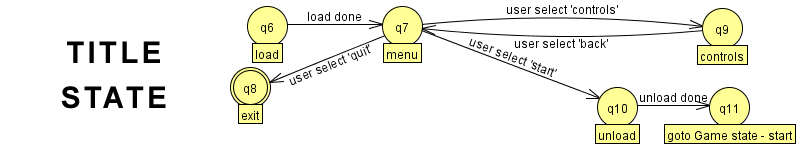 TITLE
STATE
q6
load
load done
q7
menu
user select 'controls'
user select 'back'
q9
controls
user select 'quit'
q8
exit
user select 'start'
q10
unload
unload done
q11
goto Game state - start